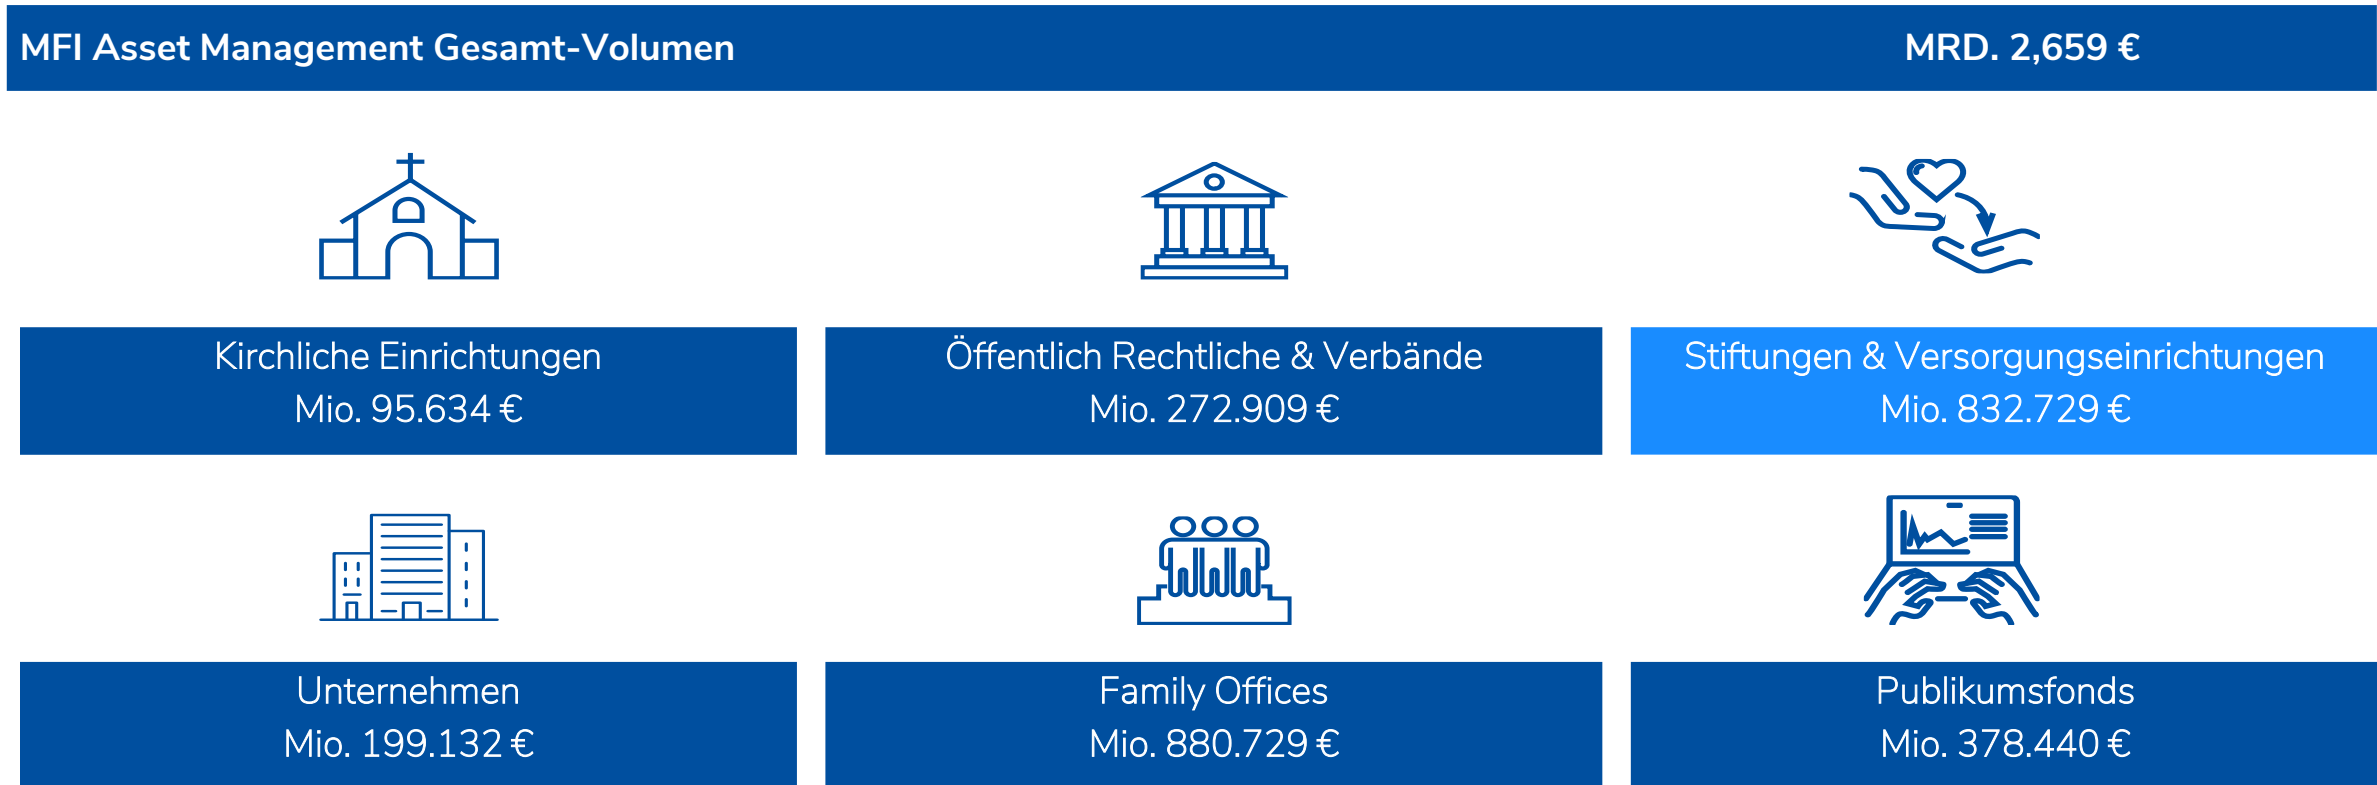 MFI Asset Management Gesamt-Volumen MRD. 2,659 €
Kirchliche Einrichtungen
Mio. 95.634 €
Öffentlich Rechtliche & Verbände
Mio. 272.909 €
Stiftungen & Versorgungseinrichtungen
Mio. 832.729 €
Unternehmen
Mio. 199.132 €
Family Offices
Mio. 880.729 €
Publikumsfonds
Mio. 378.440 €